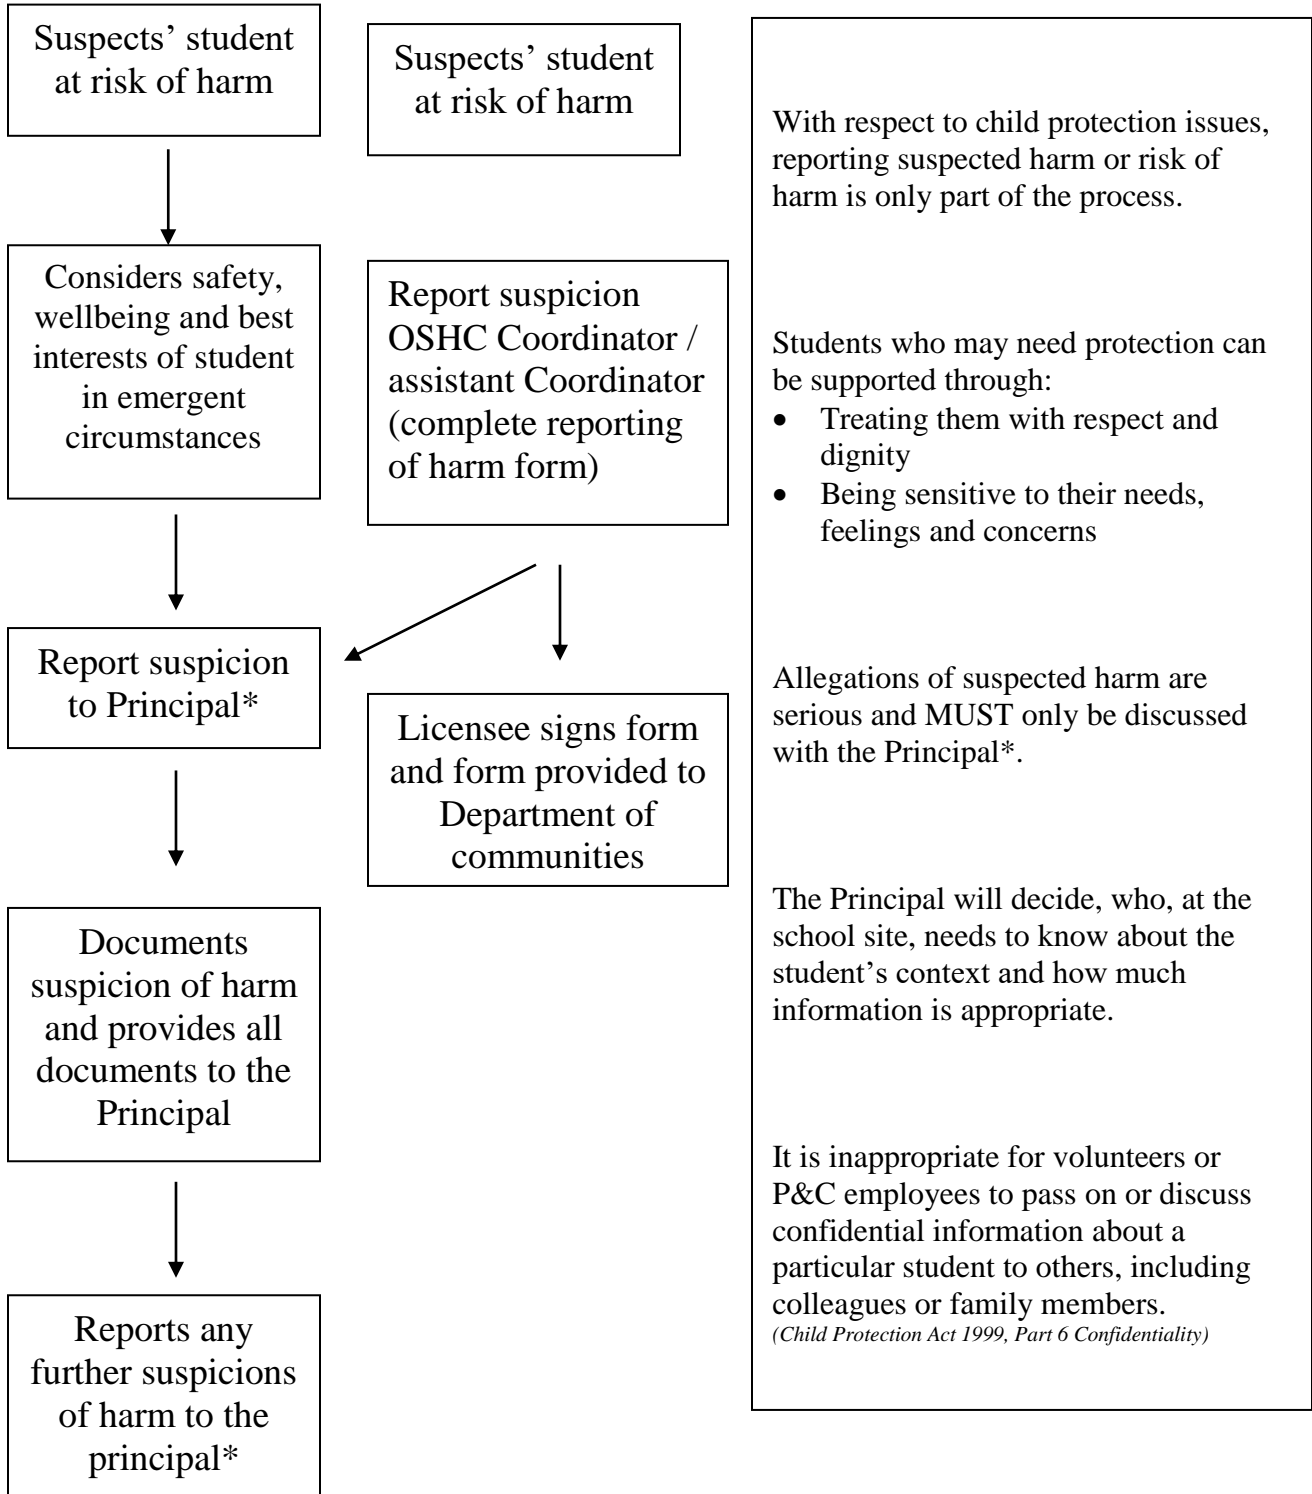 Suspects’ student
at risk of harm
Considers safety,
wellbeing and best
interests of student
in emergent
circumstances
Report suspicion
to Principal*
Documents
suspicion of harm
and provides all
documents to the
Principal
Reports any
further suspicions
of harm to the
principal*
Suspects’ student
at risk of harm
Report suspicion
OSHC Coordinator /
assistant Coordinator
(complete reporting
of harm form)
Licensee signs form
and form provided to
Department of
communities
With respect to child protection issues,
reporting suspected harm or risk of
harm is only part of the process.
Students who may need protection can
be supported through:
• Treating them with respect and
dignity
• Being sensitive to their needs,
feelings and concerns
Allegations of suspected harm are
serious and MUST only be discussed
with the Principal*.
The Principal will decide, who, at the
school site, needs to know about the
student’s context and how much
information is appropriate.
It is inappropriate for volunteers or
P&C employees to pass on or discuss
confidential information about a
particular student to others, including
colleagues or family members.
(Child Protection Act 1999, Part 6 Confidentiality)